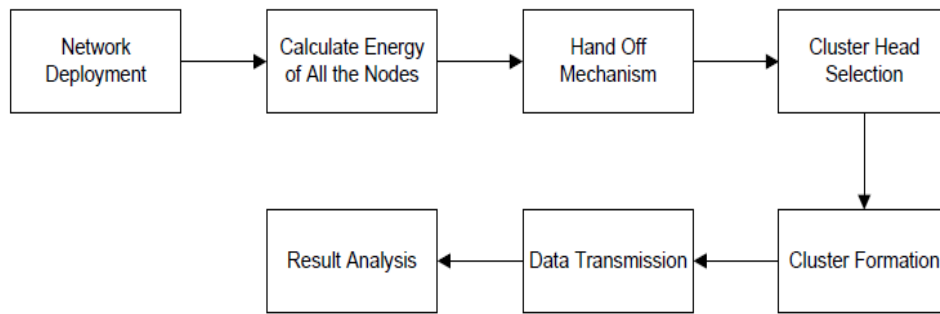 Network
Deployment
Calculate Energy
of All the Nodes
Hand Off
Mechanism
Cluster Head
Selection
Cluster Formation
Data Transmission
Result Analysis